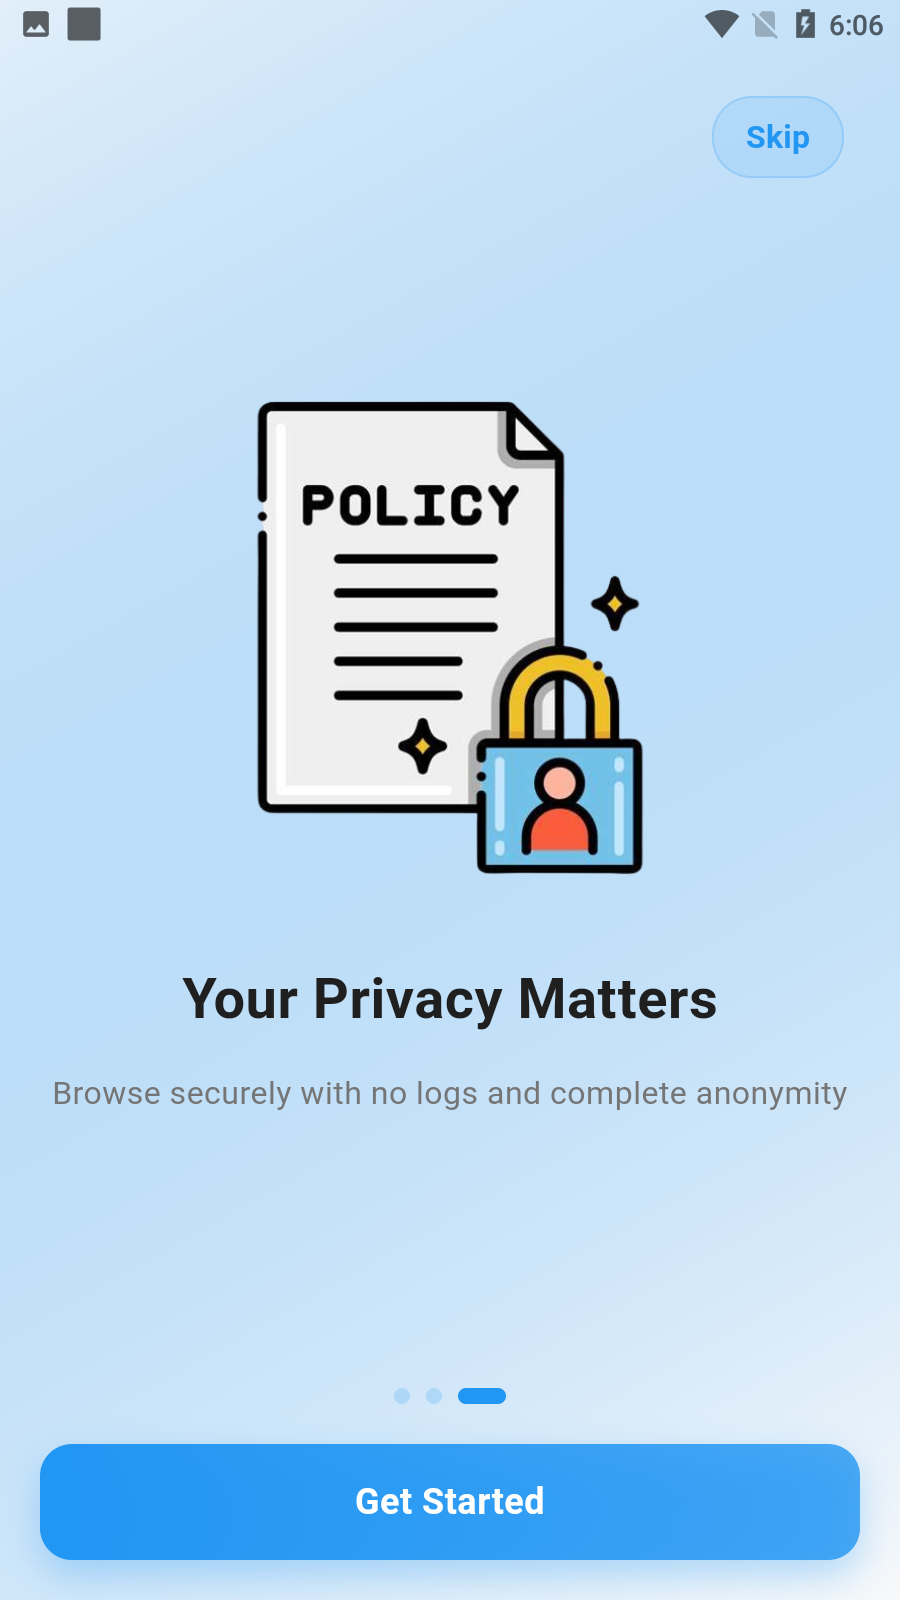 6:06
Skip
POLICY
Your Privacy Matters
Browse securely with no logs and complete anonymity
Get Started